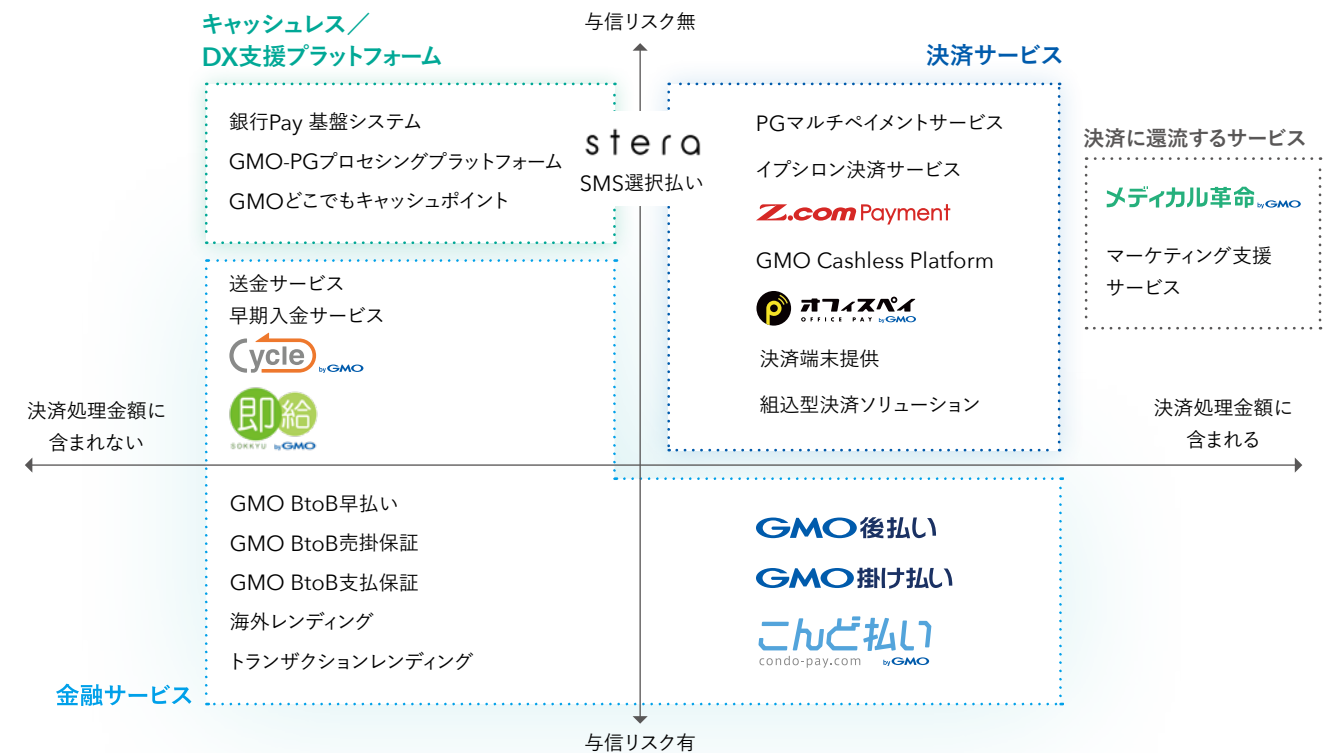 キャッシュレス／
DX支援プラットフォーム
与信リスク無
決済サービス
銀行Pay 基盤システム
GMO-PGプロセシングプラットフォーム
GMOどこでもキャッシュポイント
stera
SMS選択払い
PGマルチペイメントサービス
イプシロン決済サービス
Z.com Payment
GMO Cashless Platform
オフィスペイ
OFFICE PAY by GMO
決済端末提供
組込型決済ソリューション
決済に還流するサービス
メディカル革命 by GMO
マーケティング支援
サービス
送金サービス
早期入金サービス
Cycle by GMO
即給
SOKKYU by GMO
決済処理金額に
含まれない
決済処理金額に
含まれる
GMO BtoB早払い
GMO BtoB売掛保証
GMO BtoB支払保証
海外レンディング
トランザクションレンディング
GMO後払い
GMO掛け払い
こんど払い
condo-pay.com by GMO
金融サービス
与信リスク有